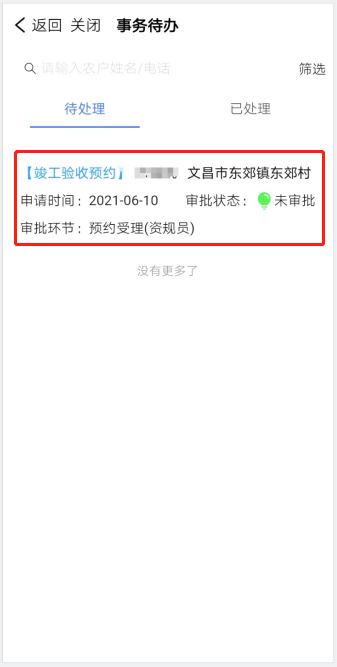 返回 关闭 事务待办
请输入农户姓名/电话 筛选
待处理 已处理
【竣工验收预约】 文昌市东郊镇东郊村
申请时间：2021-06-10 审批状态： 未审批
审批环节：预约受理(资规员)
没有更多了